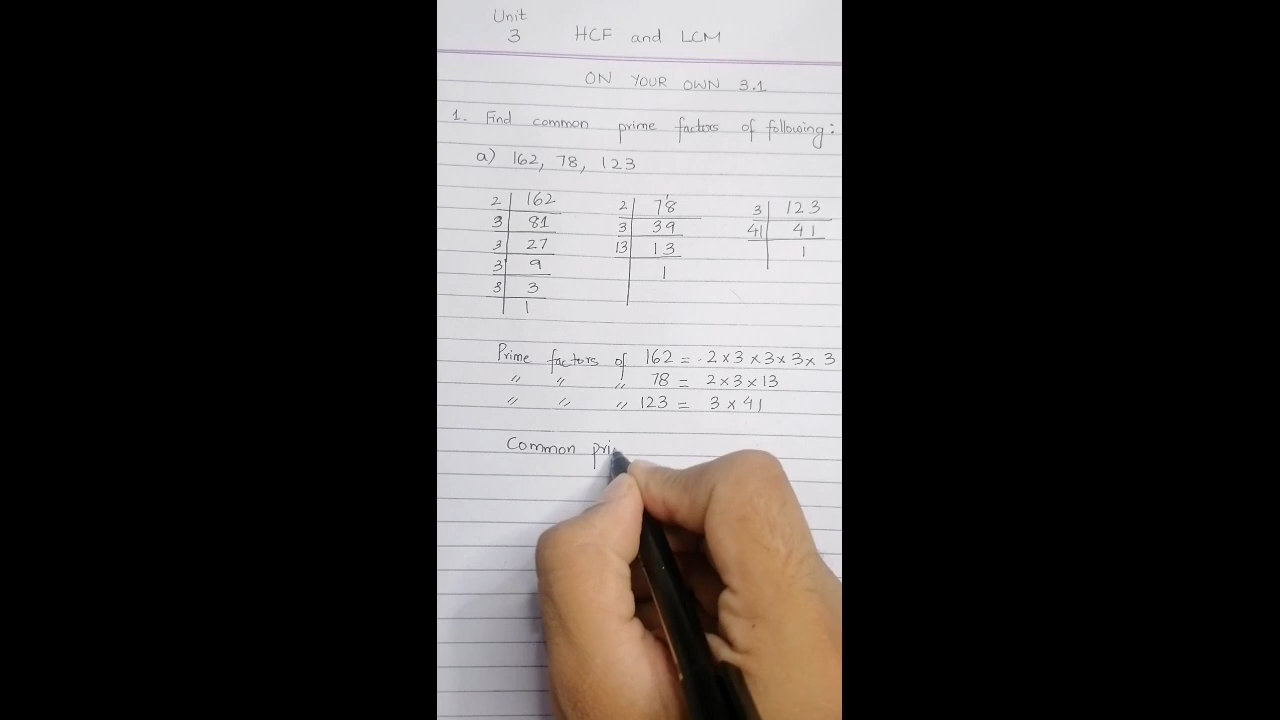 Unit
3 HCF and LCM
ON YOUR OWN 3.1
1. Find common prime factors of following:
a) 162, 78, 123
2 162 2 78 3 123
3 81 3 39 41 41
3 27 13 13 1
3 9 1
3 3
1
Prime factors of 162 = 2 × 3 × 3 × 3 × 3
〃 〃 〃 78 = 2 × 3 × 13
〃 〃 〃 123 = 3 × 41
Common pri